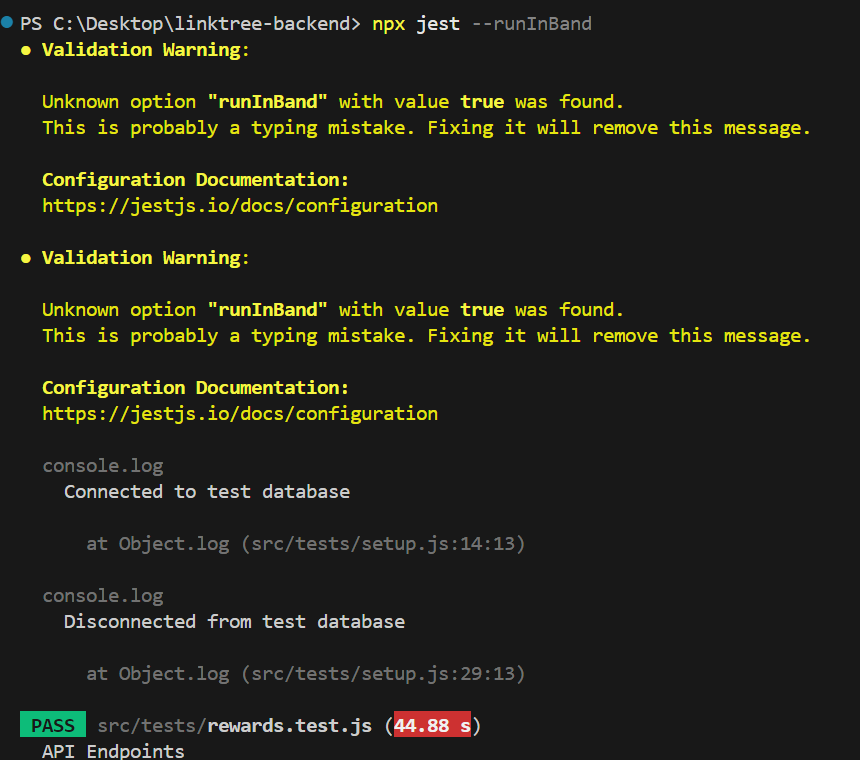 PS C:\Desktop\linktree-backend> npx jest --runInBand
● Validation Warning:
Unknown option "runInBand" with value true was found.
This is probably a typing mistake. Fixing it will remove this message.
Configuration Documentation:
https://jestjs.io/docs/configuration
● Validation Warning:
Unknown option "runInBand" with value true was found.
This is probably a typing mistake. Fixing it will remove this message.
Configuration Documentation:
https://jestjs.io/docs/configuration
console.log
Connected to test database
at Object.log (src/tests/setup.js:14:13)
console.log
Disconnected from test database
at Object.log (src/tests/setup.js:29:13)
PASS src/tests/rewards.test.js (44.88 s)
API Endpoints